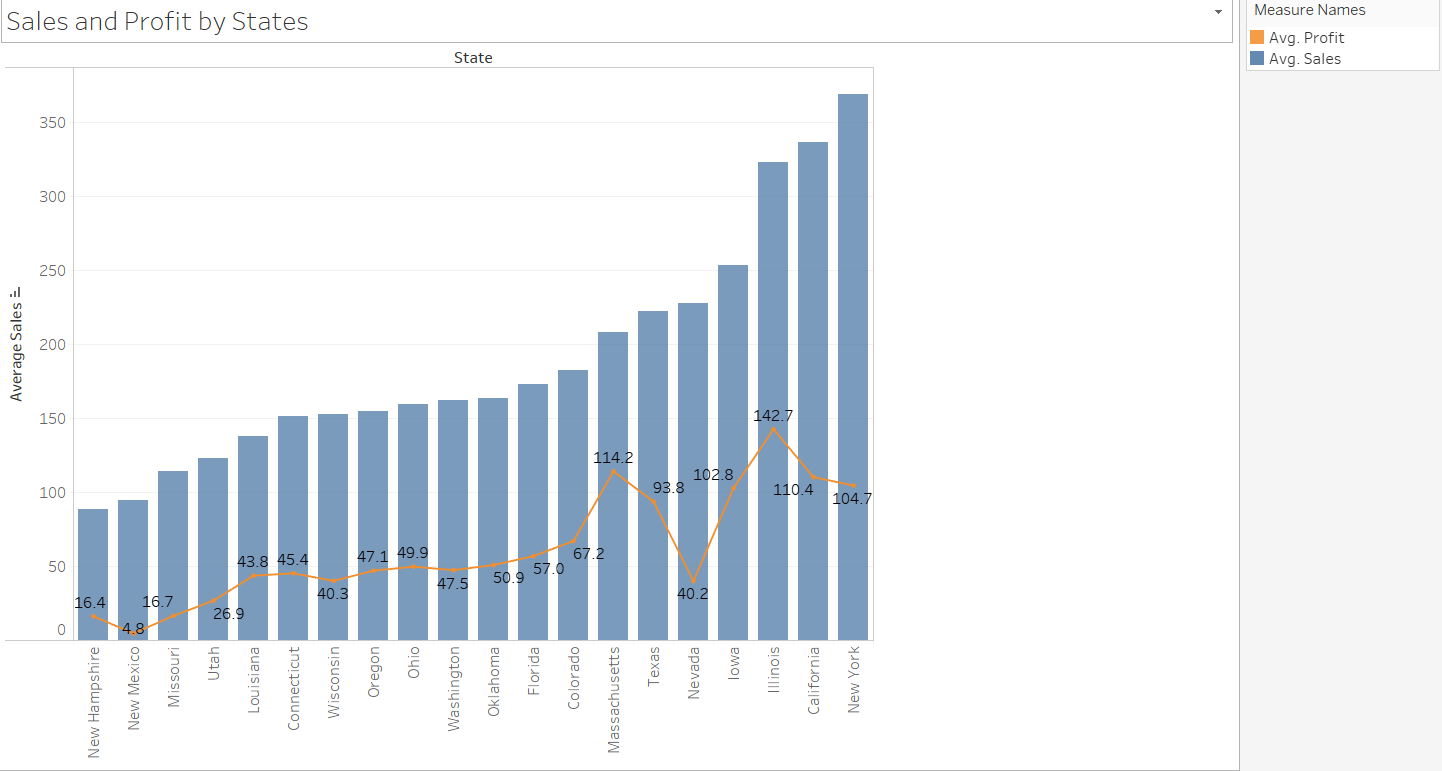 Sales and Profit by States
Measure Names
Avg. Profit
Avg. Sales
State
Average Sales
350
300
250
200
150
100
50
0
16.4
4.8
16.7
26.9
43.8
45.4
40.3
47.1
49.9
47.5
50.9
57.0
67.2
114.2
93.8
40.2
102.8
142.7
110.4
104.7
New Hampshire
New Mexico
Missouri
Utah
Louisiana
Connecticut
Wisconsin
Oregon
Ohio
Washington
Oklahoma
Florida
Colorado
Massachusetts
Texas
Nevada
Iowa
Illinois
California
New York